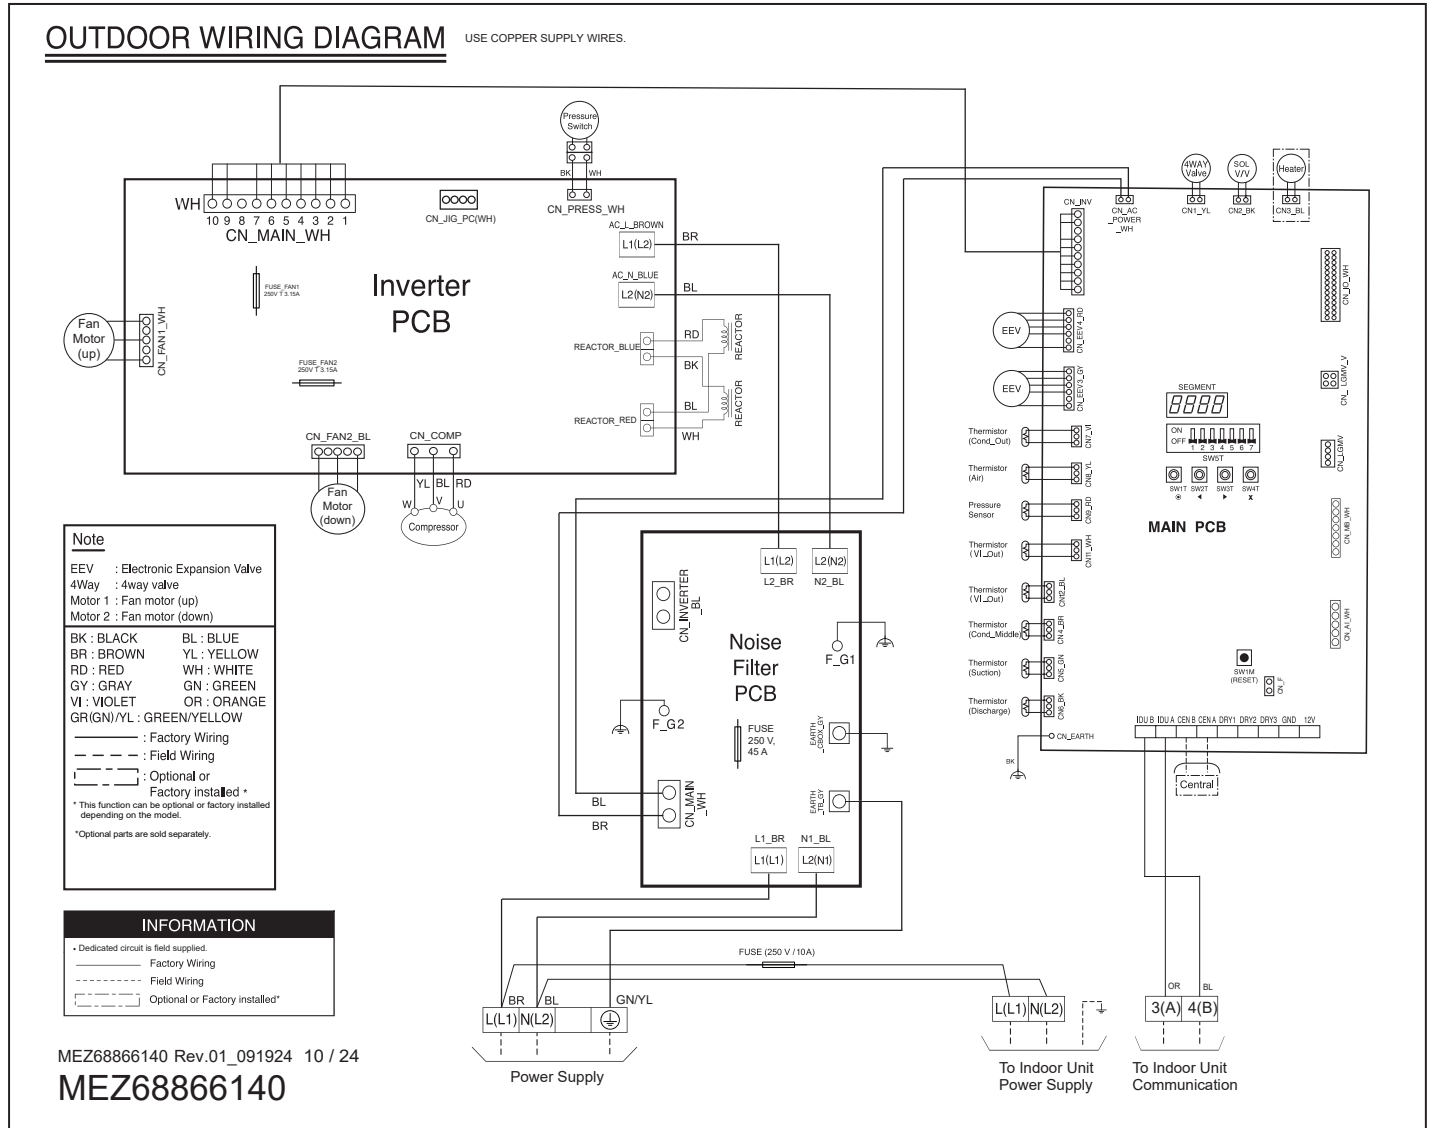 OUTDOOR WIRING DIAGRAM
USE COPPER SUPPLY WIRES.
Pressure
Switch
BK
WH
CN_PRESS_WH
WH
10 9 8 7 6 5 4 3 2 1
CN_MAIN_WH
CN_JIG_PC(WH)
AC_L_BROWN
L1(L2)
BR
AC_N_BLUE
L2(N2)
BL
Inverter
PCB
FUSE_FAN1
250V T 3.15A
FUSE_FAN2
250V T 3.15A
Fan
Motor
(up)
CN_FAN1_WH
REACTOR_BLUE
RD
BK
REACTOR
REACTOR_RED
BL
WH
REACTOR
CN_FAN2_BL
Fan
Motor
(down)
CN_COMP
YL BL RD
W V U
Compressor
4WAY
Valve
CN1_YL
SOL
V/V
CN2_BK
Heater
CN3_BL
CN_INV
CN_AC
_POWER
_WH
EEV
CN_EEV4_RD
EEV
CN_EEV3_GY
Thermistor
(Cond_Out)
CN7_VI
Thermistor
(Air)
CN8_YL
Pressure
Sensor
CN9_RD
Thermistor
(VI_Out)
CN11_WH
Thermistor
(VI_Out)
CN12_BL
Thermistor
(Cond_Middle)
CN4_BR
Thermistor
(Suction)
CN5_GN
Thermistor
(Discharge)
CN6_BK
CN_EARTH
BK
CN_IO_WH
CN_LGMV_V
CN_LGMV
CN_MB_WH
CN_A1_WH
SEGMENT
8888
ON
OFF
1 2 3 4 5 6 7
SW5T
SW1T SW2T SW3T SW4T
X
MAIN PCB
SW1M
(RESET)
CN_F
IDU B IDU A CEN B CEN A DRY1 DRY2 DRY3 GND 12V
Central
L1(L2)
L2_BR
L2(N2)
N2_BL
CN_INVERTER
_BL
Noise
Filter
PCB
F_G1
F_G2
FUSE
250 V,
45 A
EARTH
_CBOX_GY
EARTH
_TB_GY
CN_MAIN
_WH
BL
BR
L1_BR
L1(L1)
N1_BL
L2(N1)
FUSE (250 V /10A)
BR
BL
GN/YL
L(L1) N(L2)
Power Supply
L(L1) N(L2)
To Indoor Unit
Power Supply
OR
BL
3(A) 4(B)
To Indoor Unit
Communication
Note
EEV : Electronic Expansion Valve
4Way : 4way valve
Motor 1 : Fan motor (up)
Motor 2 : Fan motor (down)
BK : BLACK BL : BLUE
BR : BROWN YL : YELLOW
RD : RED WH : WHITE
GY : GRAY GN : GREEN
VI : VIOLET OR : ORANGE
GR(GN)/YL : GREEN/YELLOW
: Factory Wiring
: Field Wiring
: Optional or
Factory installed *
* This function can be optional or factory installed
depending on the model.
*Optional parts are sold separately.
INFORMATION
• Dedicated circuit is field supplied.
Factory Wiring
Field Wiring
Optional or Factory installed*
MEZ68866140 Rev.01_091924 10 / 24
MEZ68866140